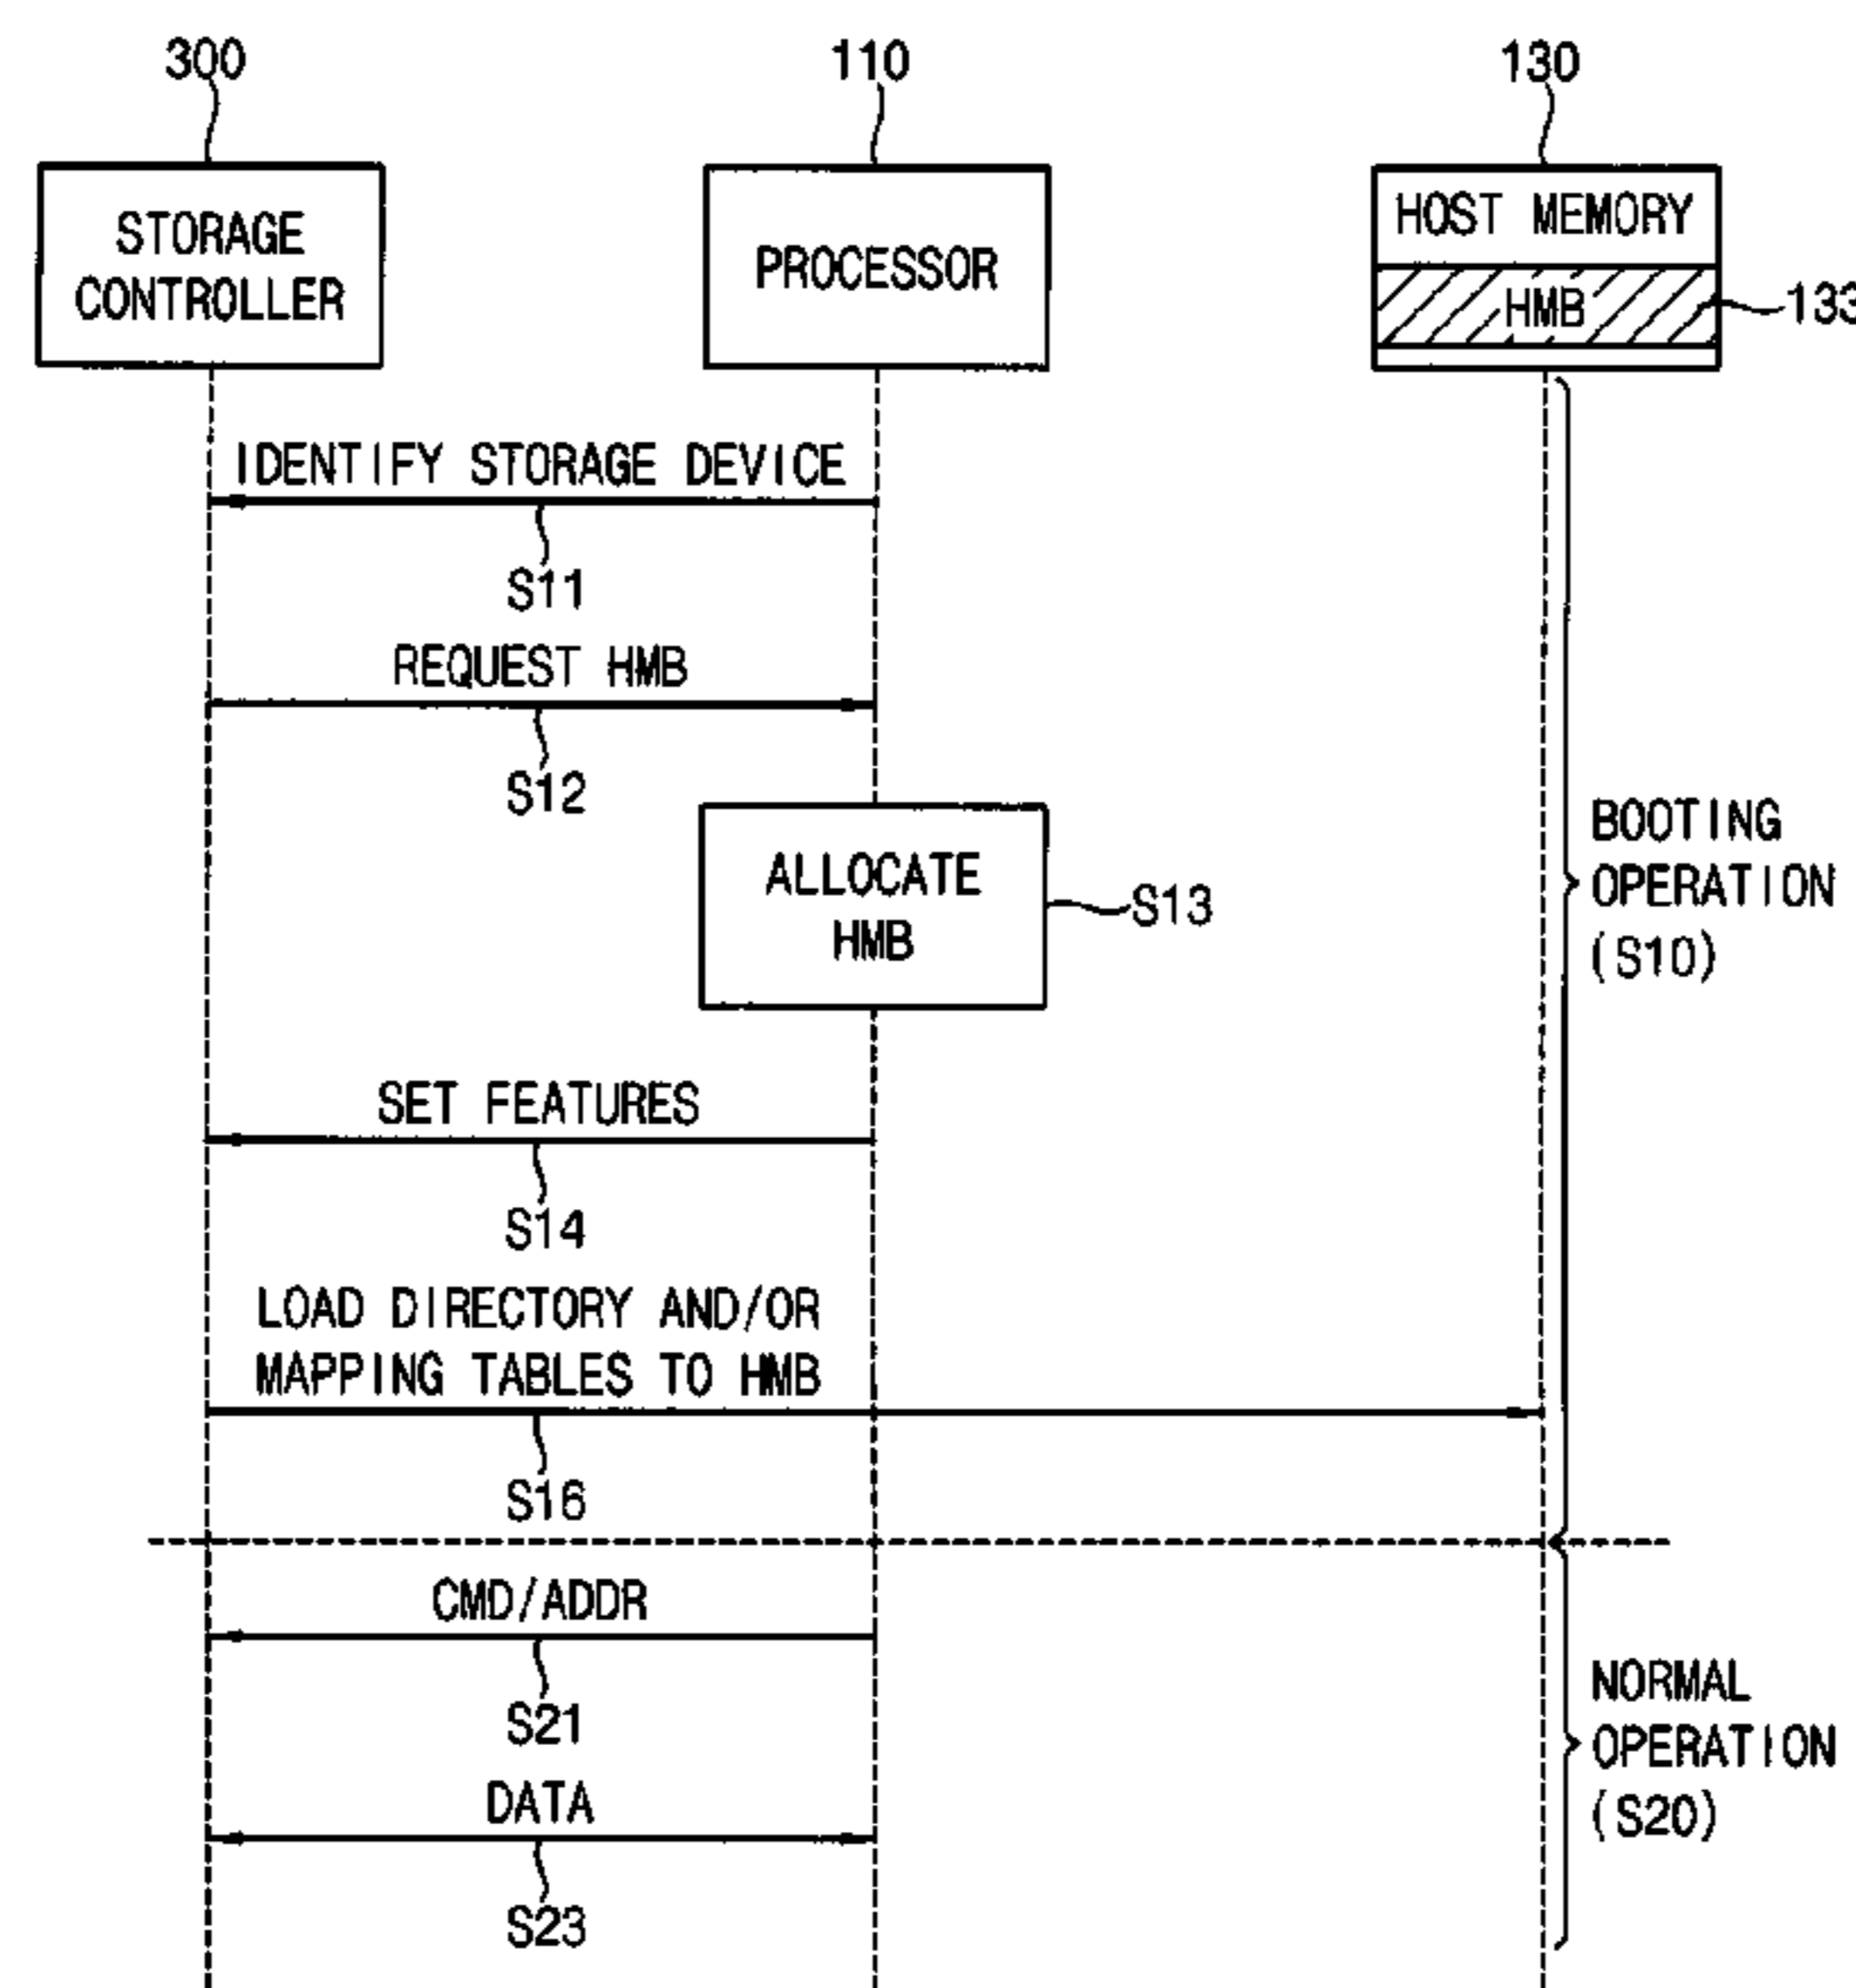 300
110
130
STORAGE
CONTROLLER
PROCESSOR
HOST MEMORY
HMB
133
IDENTIFY STORAGE DEVICE
S11
REQUEST HMB
S12
ALLOCATE
HMB
S13
BOOTING
OPERATION
(S10)
SET FEATURES
S14
LOAD DIRECTORY AND/OR
MAPPING TABLES TO HMB
S16
CMD/ADDR
S21
NORMAL
OPERATION
(S20)
DATA
S23